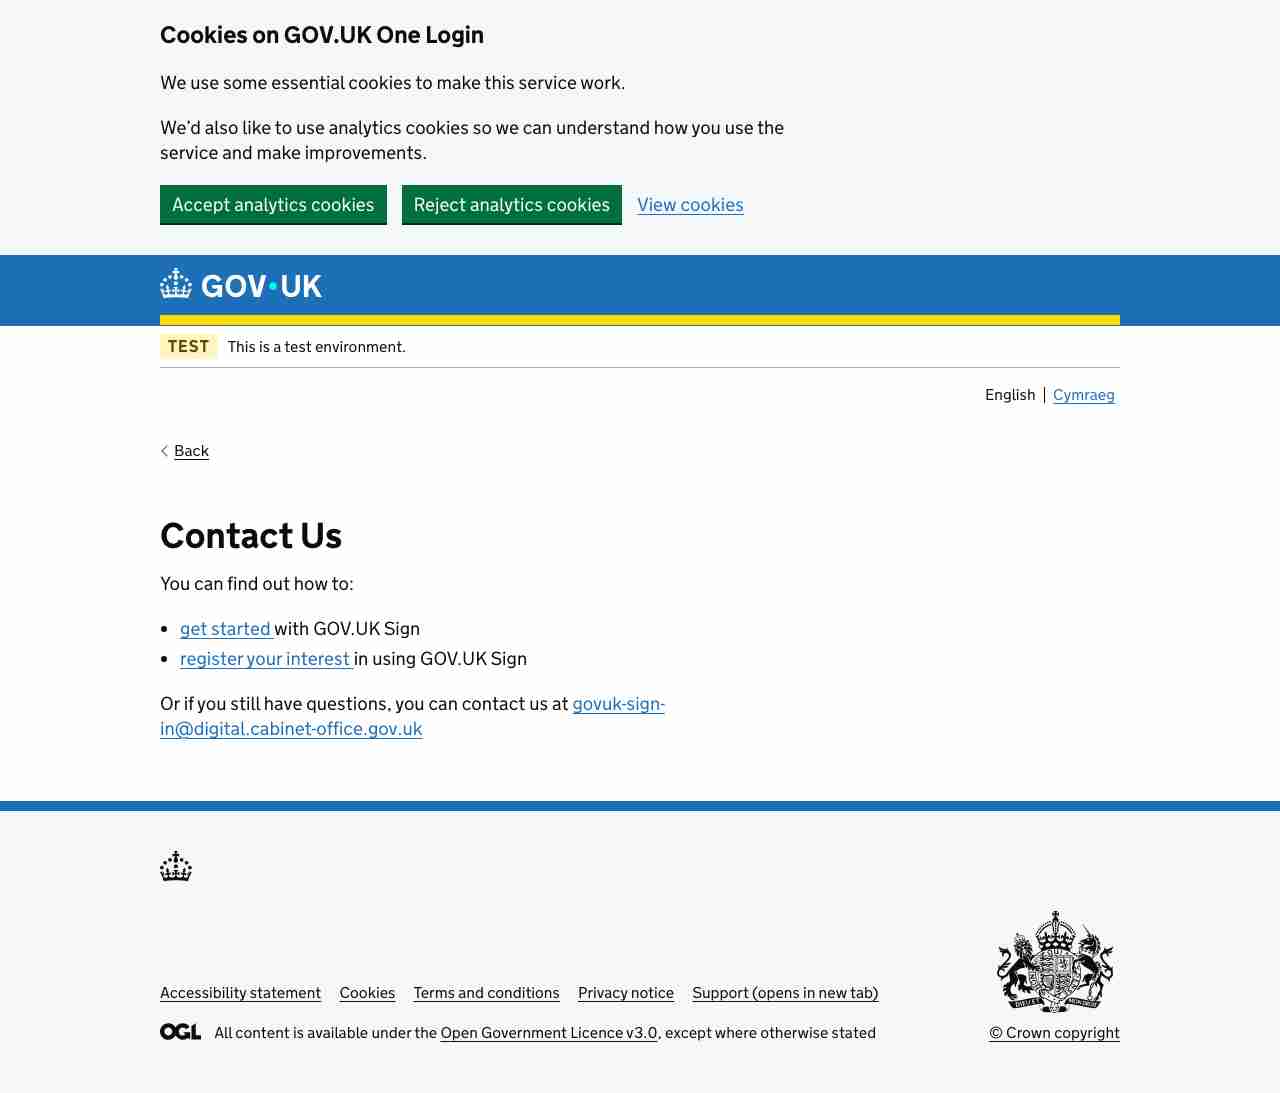 Cookies on GOV.UK One Login
We use some essential cookies to make this service work.
We’d also like to use analytics cookies so we can understand how you use the
service and make improvements.
Accept analytics cookies Reject analytics cookies View cookies
GOV·UK
TEST This is a test environment.
English Cymraeg
Back
Contact Us
You can find out how to:
• get started with GOV.UK Sign
• register your interest in using GOV.UK Sign
Or if you still have questions, you can contact us at govuk-sign-
in@digital.cabinet-office.gov.uk
Accessibility statement Cookies Terms and conditions Privacy notice Support (opens in new tab)
OGL All content is available under the Open Government Licence v3.0, except where otherwise stated
© Crown copyright